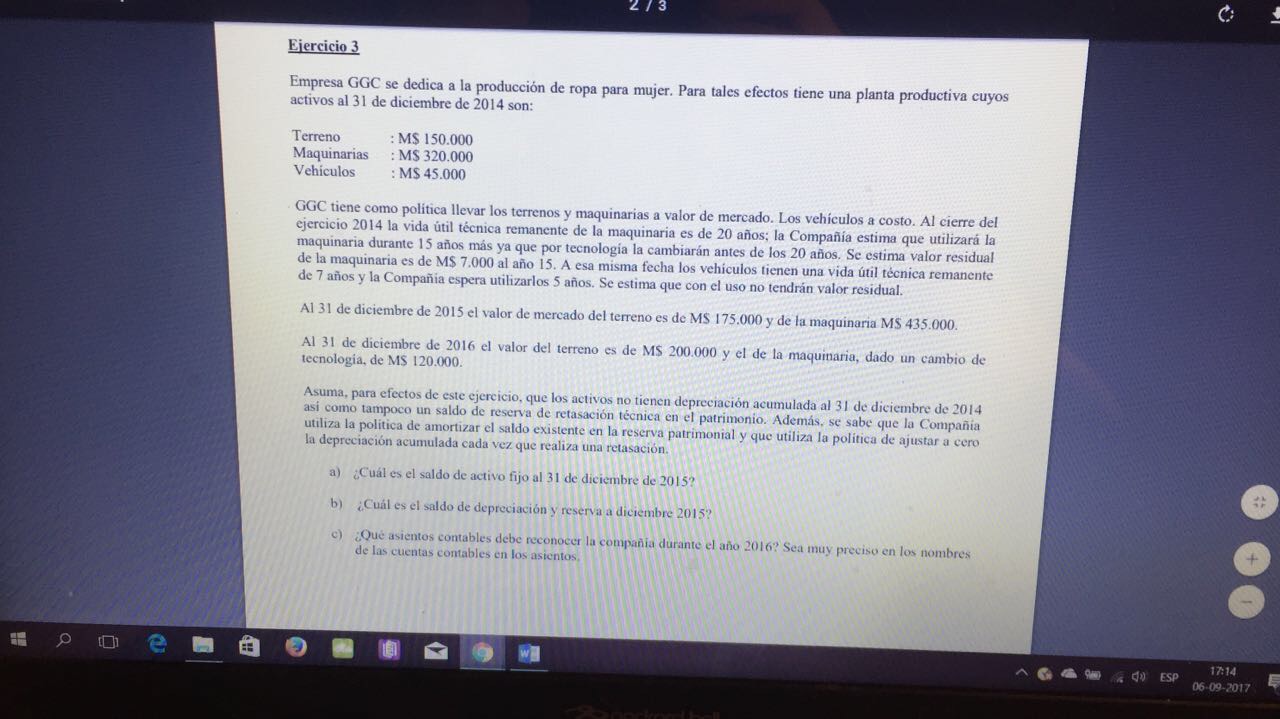 2 / 3
Ejercicio 3
Empresa GGC se dedica a la producción de ropa para mujer. Para tales efectos tiene una planta productiva cuyos
activos al 31 de diciembre de 2014 son:
Terreno : M$ 150.000
Maquinarias : M$ 320.000
Vehículos : M$ 45.000
GGC tiene como política llevar los terrenos y maquinarias a valor de mercado. Los vehículos a costo. Al cierre del
ejercicio 2014 la vida útil técnica remanente de la maquinaria es de 20 años; la Compañía estima que utilizará la
maquinaria durante 15 años más ya que por tecnología la cambiarán antes de los 20 años. Se estima valor residual
de la maquinaria es de M$ 7.000 al año 15. A esa misma fecha los vehículos tienen una vida útil técnica remanente
de 7 años y la Compañía espera utilizarlos 5 años. Se estima que con el uso no tendrán valor residual.
Al 31 de diciembre de 2015 el valor de mercado del terreno es de M$ 175.000 y de la maquinaria M$ 435.000.
Al 31 de diciembre de 2016 el valor del terreno es de M$ 200.000 y el de la maquinaria, dado un cambio de
tecnología, de M$ 120.000.
Asuma, para efectos de este ejercicio, que los activos no tienen depreciación acumulada al 31 de diciembre de 2014
así como tampoco un saldo de reserva de retasación técnica en el patrimonio. Además, se sabe que la Compañía
utiliza la política de amortizar el saldo existente en la reserva patrimonial y que utiliza la política de ajustar a cero
la depreciación acumulada cada vez que realiza una retasación.
a) ¿Cuál es el saldo de activo fijo al 31 de diciembre de 2015?
b) ¿Cuál es el saldo de depreciación y reserva a diciembre 2015?
c) ¿Qué asientos contables debe reconocer la compañía durante el año 2016? Sea muy preciso en los nombres
de las cuentas contables en los asientos.
ESP
17:14
06-09-2017